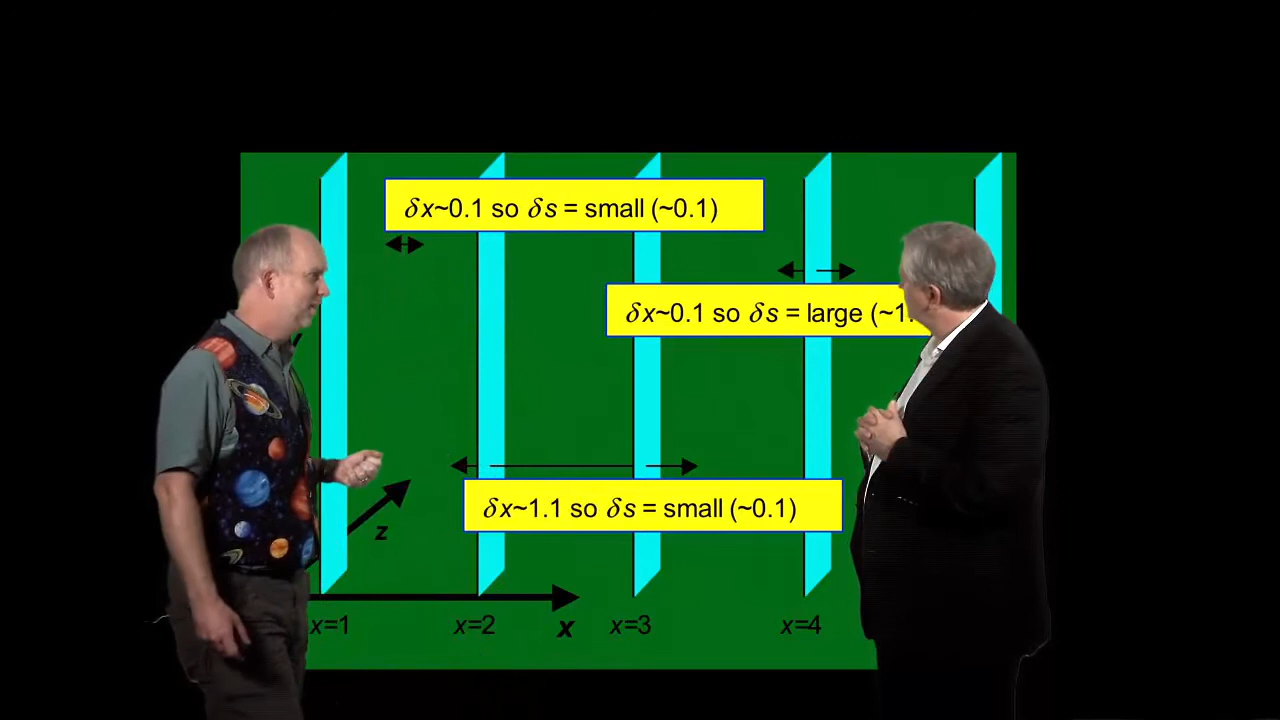 δx~0.1 so δs = small (~0.1)
δx~0.1 so δs = large (~1.
δx~1.1 so δs = small (~0.1)
z
x=1 x=2 x x=3 x=4